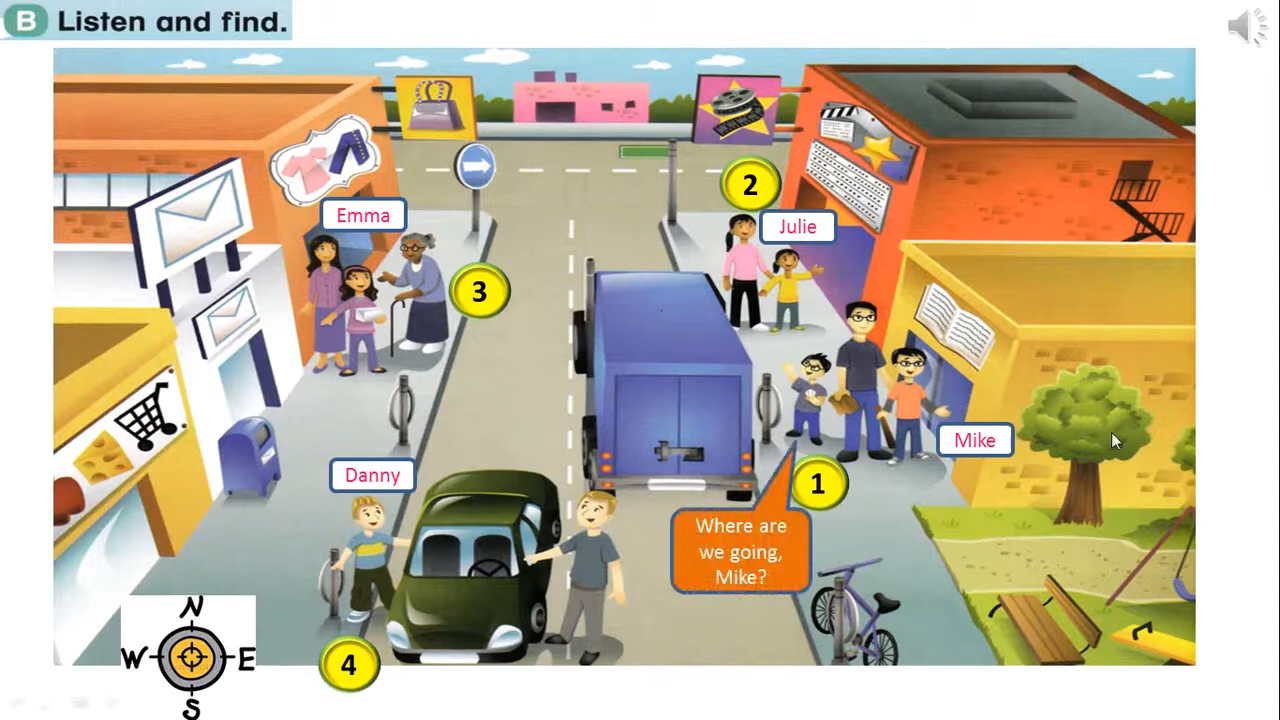 B Listen and find.
2
Emma
Julie
3
Mike
Danny
1
Where are
we going,
Mike?
N
W E
S
4